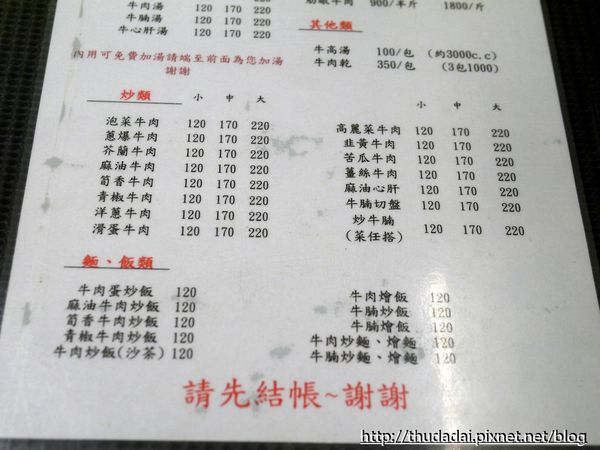 牛肉湯 120 170 220
牛腩湯 120 170 220
牛心肝湯 120 170 220
內用可免費加湯請端至前面為您加湯
謝謝
900/半斤 1800/斤
其他類
牛高湯 100/包 (約3000c.c)
牛肉乾 350/包 (3包1000)
炒類 小 中 大
泡菜牛肉 120 170 220
蔥爆牛肉 120 170 220
芥蘭牛肉 120 170 220
麻油牛肉 120 170 220
筍香牛肉 120 170 220
青椒牛肉 120 170 220
洋蔥牛肉 120 170 220
滑蛋牛肉 120 170 220
小 中 大
高麗菜牛肉 120 170 220
韭黃牛肉 120 170 220
苦瓜牛肉 120 170 220
薑絲牛肉 120 170 220
麻油心肝 120 170 220
牛腩切盤 120 170 220
炒牛腩
(菜任搭) 120 170 220
麵、飯類
牛肉蛋炒飯 120
麻油牛肉炒飯 120
筍香牛肉炒飯 120
青椒牛肉炒飯 120
牛肉炒飯(沙茶) 120
牛肉燴飯 120
牛腩炒飯 120
牛腩燴飯 120
牛肉炒麵、燴麵 120
牛腩炒麵、燴麵 120
請先結帳~謝謝
http://thudadai.pixnet.net/blog